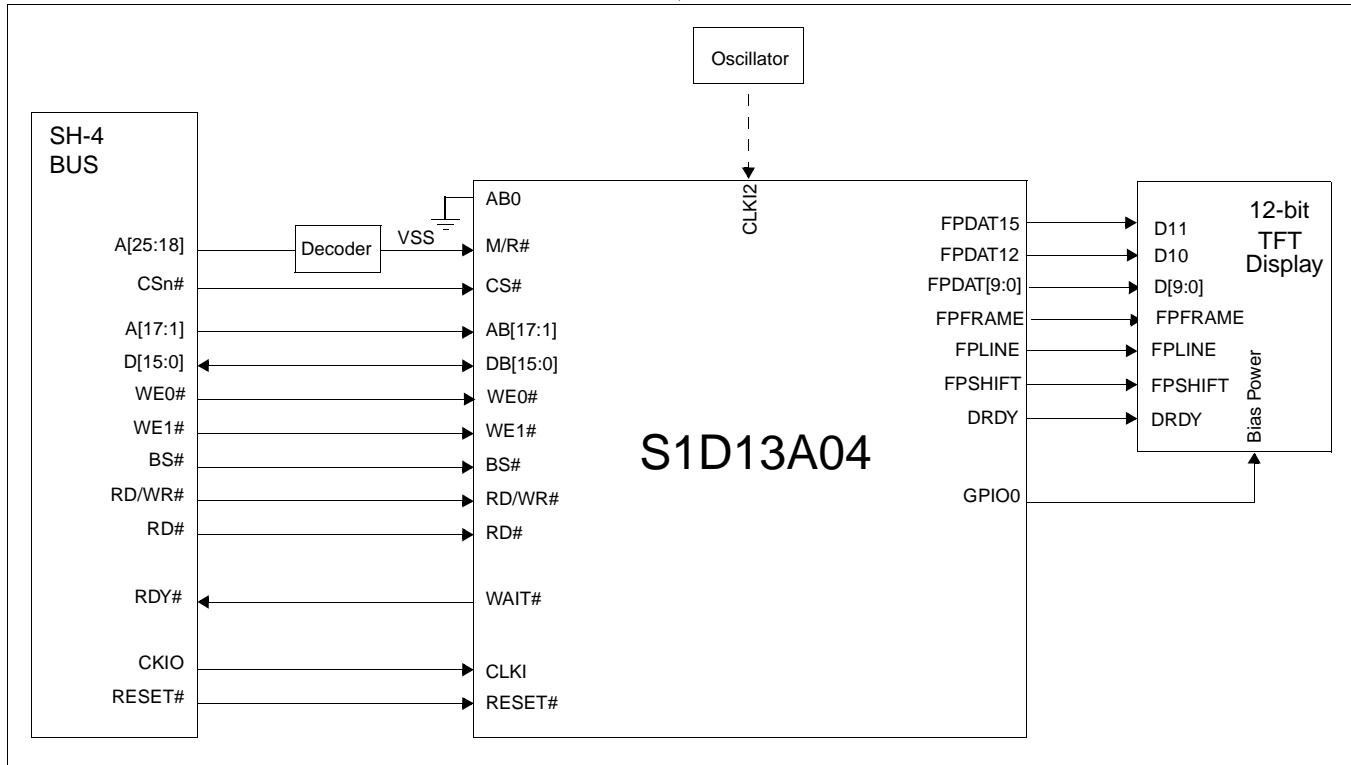 Oscillator
SH-4
BUS
A[25:18]
CSn#
A[17:1]
D[15:0]
WE0#
WE1#
BS#
RD/WR#
RD#
RDY#
CKIO
RESET#
Decoder
VSS
AB0
M/R#
CS#
AB[17:1]
DB[15:0]
WE0#
WE1#
BS#
RD/WR#
RD#
WAIT#
CLKI
RESET#
CLKI2
S1D13A04
FPDAT15
FPDAT12
FPDAT[9:0]
FPFRAME
FPLINE
FPSHIFT
DRDY
GPIO0
12-bit
TFT
Display
D11
D10
D[9:0]
FPFRAME
FPLINE
FPSHIFT
DRDY
Bias Power